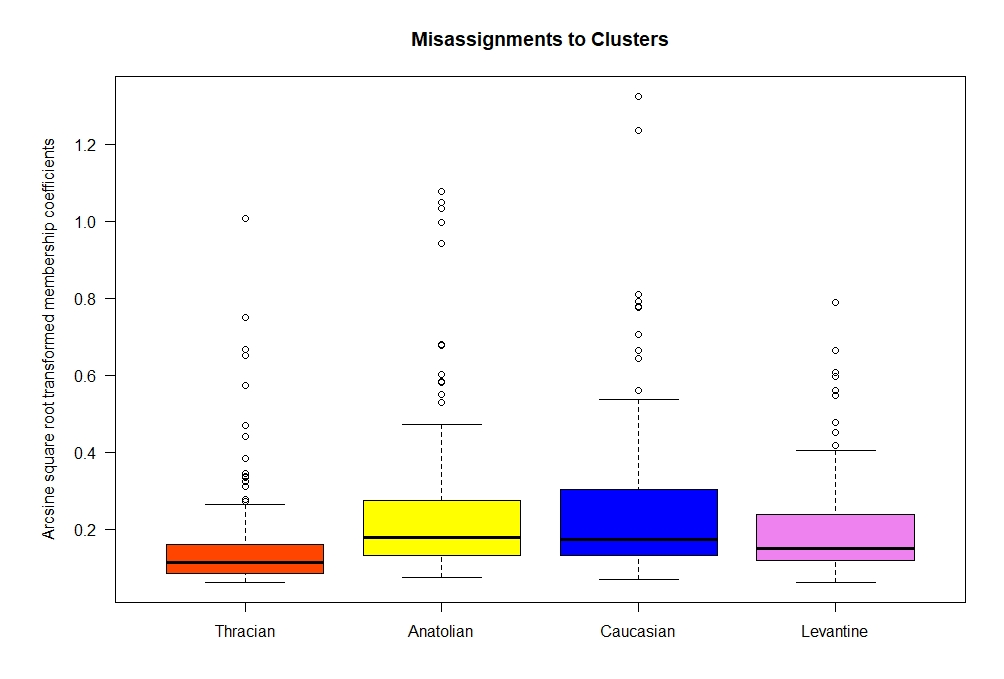 Misassignments to Clusters
Arcsine square root transformed membership coefficients
1.2
1.0
0.8
0.6
0.4
0.2
Thracian Anatolian Caucasian Levantine